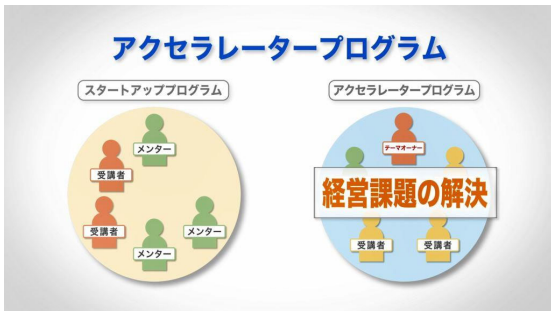 アクセラレータープログラム
スタートアッププログラム
メンター
受講者
受講者
メンター
メンター
アクセラレータープログラム
テーマオーナー
経営課題の解決
受講者
受講者